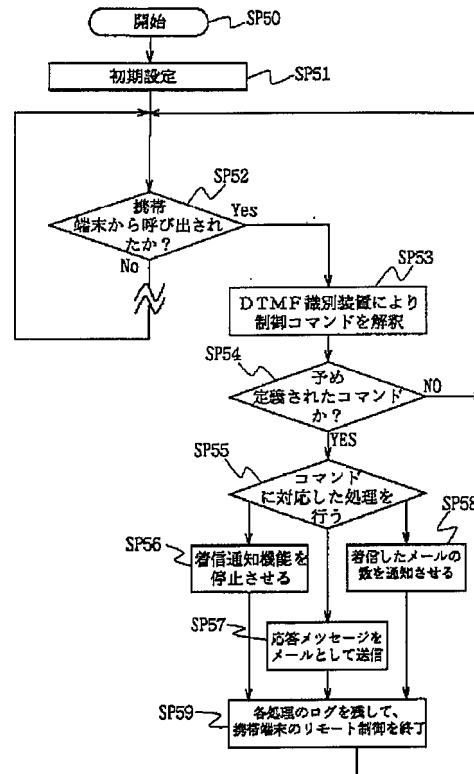 開始
SP50
初期設定
SP51
SP52
携帯
端末から呼び出され
たか？
Yes
No
SP53
DTMF識別装置により
制御コマンドを解釈
SP54
予め
定義されたコマンド
か？
NO
YES
SP55
コマンド
に対応した処理を
行う
SP58
SP56
着信通知機能を
停止させる
着信したメールの
数を通知させる
SP57
応答メッセージを
メールとして送信
SP59
各処理のログを残して、
携帯端末のリモート制御を終了